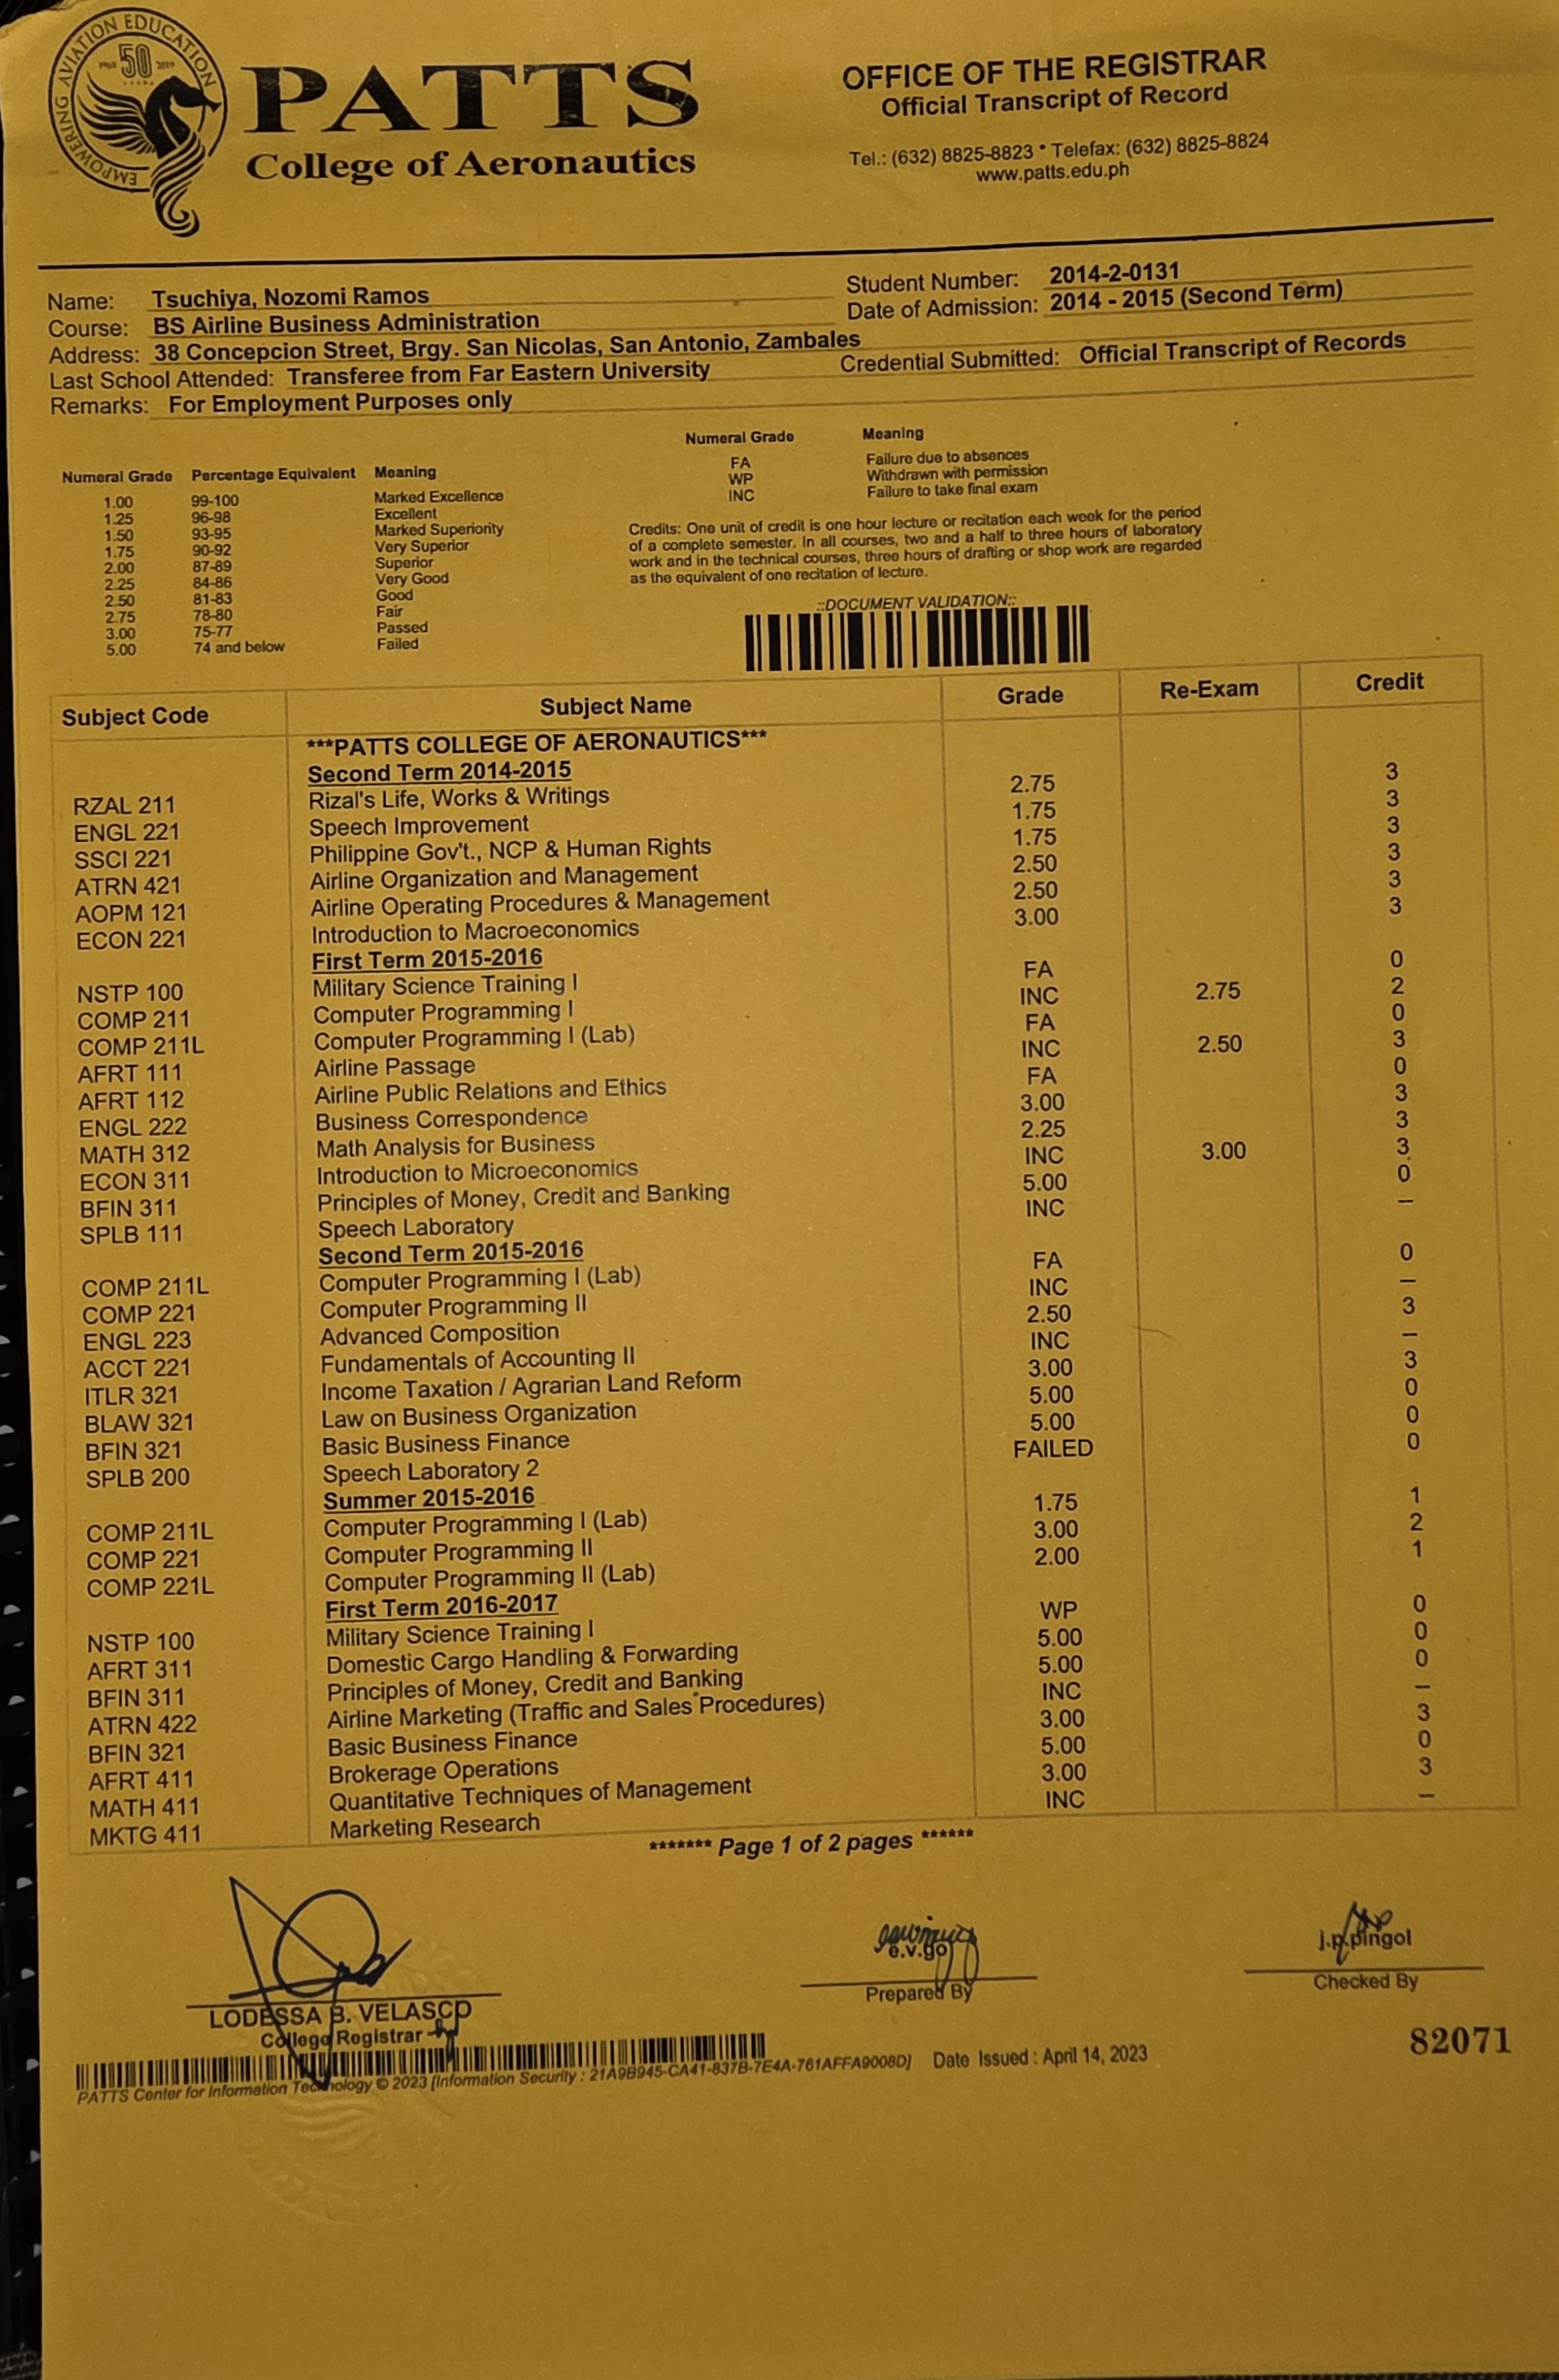 EMPOWERING AVIATION EDUCATION
50
1969 2019
PATTS
College of Aeronautics
OFFICE OF THE REGISTRAR
Official Transcript of Record
Tel.: (632) 8825-8823 * Telefax: (632) 8825-8824
www.patts.edu.ph
Name: Tsuchiya, Nozomi Ramos
Student Number: 2014-2-0131
Course: BS Airline Business Administration
Date of Admission: 2014 - 2015 (Second Term)
Address: 38 Concepcion Street, Brgy. San Nicolas, San Antonio, Zambales
Last School Attended: Transferee from Far Eastern University
Credential Submitted: Official Transcript of Records
Remarks: For Employment Purposes only
Numeral Grade Percentage Equivalent Meaning
1.00 99-100 Marked Excellence
1.25 96-98 Excellent
1.50 93-95 Marked Superiority
1.75 90-92 Very Superior
2.00 87-89 Superior
2.25 84-86 Very Good
2.50 81-83 Good
2.75 78-80 Fair
3.00 75-77 Passed
5.00 74 and below Failed
Numeral Grade Meaning
FA Failure due to absences
WP Withdrawn with permission
INC Failure to take final exam
Credits: One unit of credit is one hour lecture or recitation each week for the period
of a complete semester. In all courses, two and a half to three hours of laboratory
work and in the technical courses, three hours of drafting or shop work are regarded
as the equivalent of one recitation of lecture.
::DOCUMENT VALIDATION::
Subject Code Subject Name Grade Re-Exam Credit
***PATTS COLLEGE OF AERONAUTICS***
Second Term 2014-2015
RZAL 211 Rizal's Life, Works & Writings 2.75 3
ENGL 221 Speech Improvement 1.75 3
SSCI 221 Philippine Gov't., NCP & Human Rights 1.75 3
ATRN 421 Airline Organization and Management 2.50 3
AOPM 121 Airline Operating Procedures & Management 2.50 3
ECON 221 Introduction to Macroeconomics 3.00 3
First Term 2015-2016
NSTP 100 Military Science Training I FA 0
COMP 211 Computer Programming I INC 2.75 2
COMP 211L Computer Programming I (Lab) FA 0
AFRT 111 Airline Passage INC 2.50 3
AFRT 112 Airline Public Relations and Ethics FA 0
ENGL 222 Business Correspondence 3.00 3
MATH 312 Math Analysis for Business 2.25 3
ECON 311 Introduction to Microeconomics INC 3.00 3
BFIN 311 Principles of Money, Credit and Banking 5.00 0
SPLB 111 Speech Laboratory INC –
Second Term 2015-2016
COMP 211L Computer Programming I (Lab) FA 0
COMP 221 Computer Programming II INC –
ENGL 223 Advanced Composition 2.50 3
ACCT 221 Fundamentals of Accounting II INC –
ITLR 321 Income Taxation / Agrarian Land Reform 3.00 3
BLAW 321 Law on Business Organization 5.00 0
BFIN 321 Basic Business Finance 5.00 0
SPLB 200 Speech Laboratory 2 FAILED 0
Summer 2015-2016
COMP 211L Computer Programming I (Lab) 1.75 1
COMP 221 Computer Programming II 3.00 2
COMP 221L Computer Programming II (Lab) 2.00 1
First Term 2016-2017
NSTP 100 Military Science Training I WP 0
AFRT 311 Domestic Cargo Handling & Forwarding 5.00 0
BFIN 311 Principles of Money, Credit and Banking 5.00 0
ATRN 422 Airline Marketing (Traffic and Sales Procedures) INC –
BFIN 321 Basic Business Finance 3.00 3
AFRT 411 Brokerage Operations 5.00 0
MATH 411 Quantitative Techniques of Management 3.00 3
MKTG 411 Marketing Research INC –
******* Page 1 of 2 pages ******
LODESSA B. VELASCO
College Registrar
e.v.go
Prepared By
j.p.pingol
Checked By
82071
PATTS Center for Information Technology © 2023 [Information Security : 21A9B945-CA41-837B-7E4A-761AFFA9008D] Date Issued : April 14, 2023